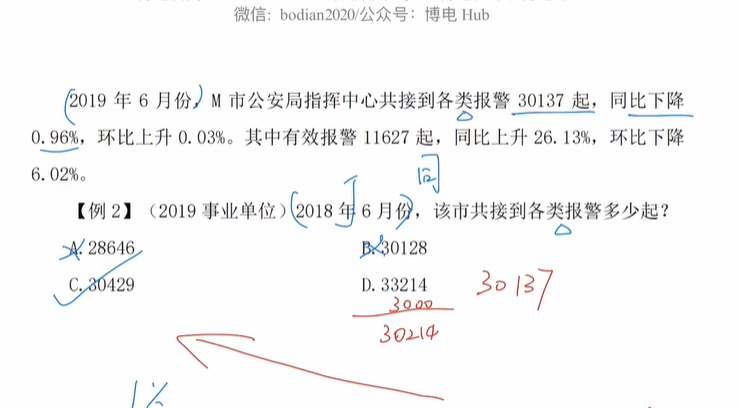 微信: bodian2020/公众号: 博电 Hub
2019 年 6 月份, M 市公安局指挥中心共接到各类报警 30137 起, 同比下降
0.96%, 环比上升 0.03%。其中有效报警 11627 起, 同比上升 26.13%, 环比下降
6.02%。
同
【例 2】(2019 事业单位) 2018 年 6 月份, 该市共接到各类报警多少起?
A. 28646 B. 30128
C. 30429 D. 33214 30137
3000
30214
1%